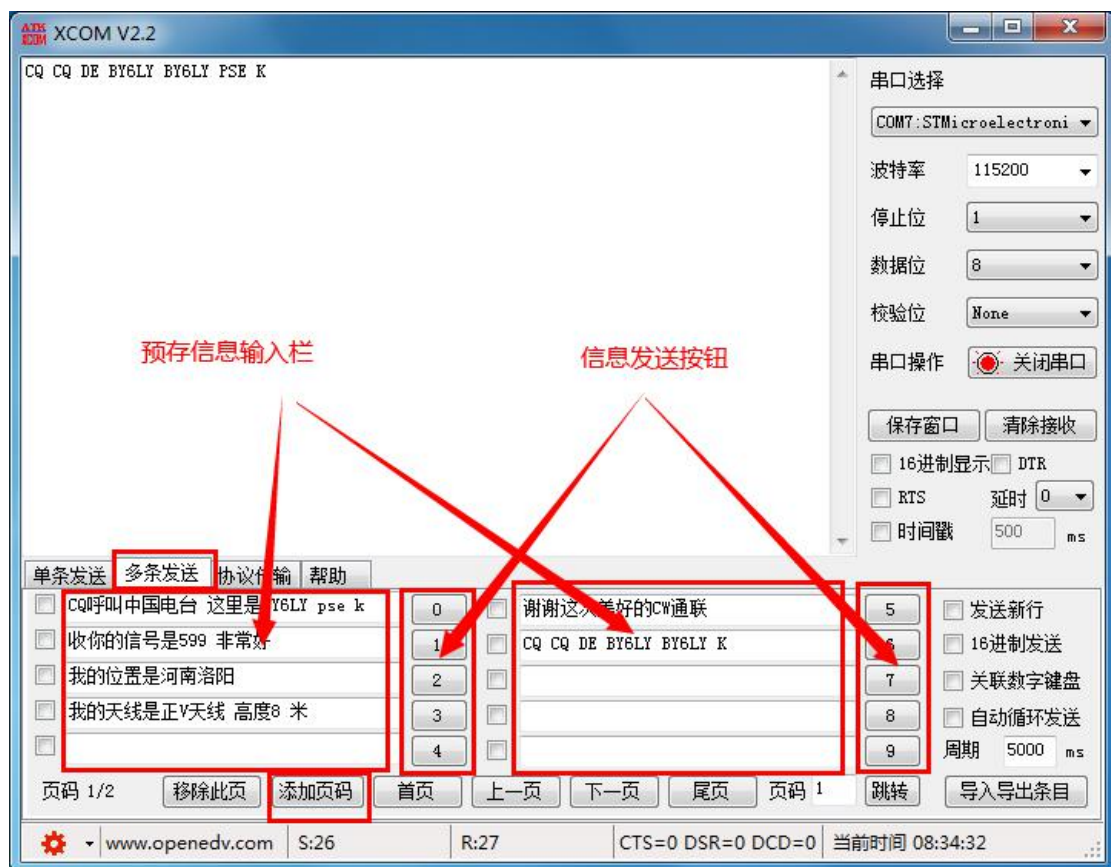 XCOM V2.2
CQ CQ DE BY6LY BY6LY PSE K
串口选择
COM7:STMicroelectroni
波特率 115200
停止位 1
数据位 8
校验位 None
串口操作 关闭串口
保存窗口 清除接收
16进制显示 DTR
RTS 延时 0
时间戳 500 ms
预存信息输入栏 信息发送按钮
单条发送 多条发送 协议传输 帮助
CQ呼叫中国电台 这里是 Y6LY pse k 0 谢谢这次美好的CW通联 5 发送新行
收你的信号是599 非常好 1 CQ CQ DE BY6LY BY6LY K 6 16进制发送
我的位置是河南洛阳 2 7 关联数字键盘
我的天线是正V天线 高度8 米 3 8 自动循环发送
4 9 周期 5000 ms
页码 1/2 移除此页 添加页码 首页 上一页 下一页 尾页 页码 1 跳转 导入导出条目
www.openedv.com S:26 R:27 CTS=0 DSR=0 DCD=0 当前时间 08:34:32